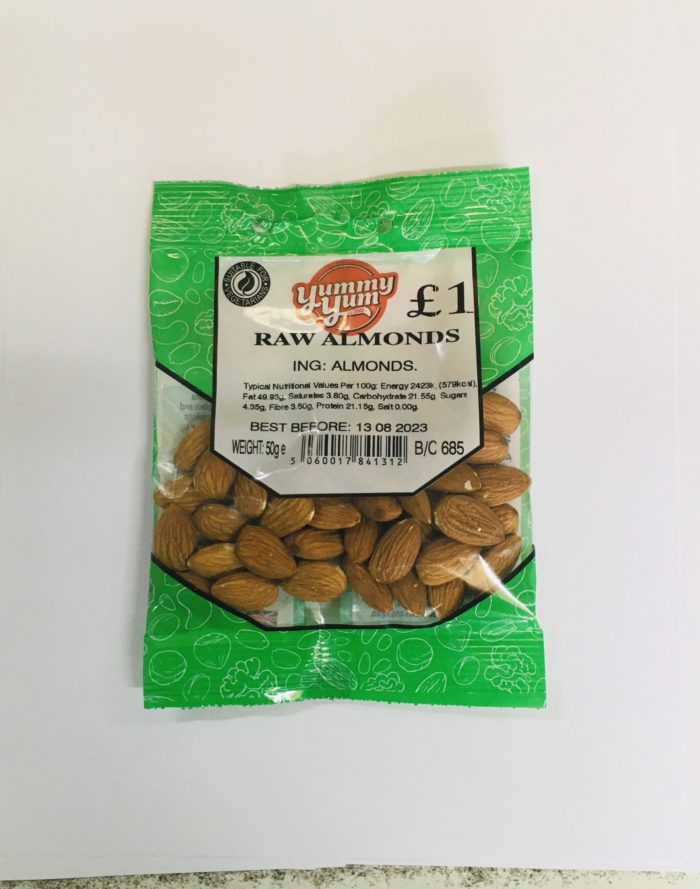 SUITABLE FOR
VEGETARIANS
Yummy
Yum
£1
RAW ALMONDS
ING: ALMONDS.
Typical Nutritional Values Per 100g: Energy 2423k, (579kcal),
Fat 49.93g, Saturates 3.80g, Carbohydrate 21.55g Sugars
4.35g, Fibre 3.50g, Protein 21.15g, Salt 0.00g.
BEST BEFORE: 13 08 2023
WEIGHT: 50g e
B/C 685
5 060017 841312